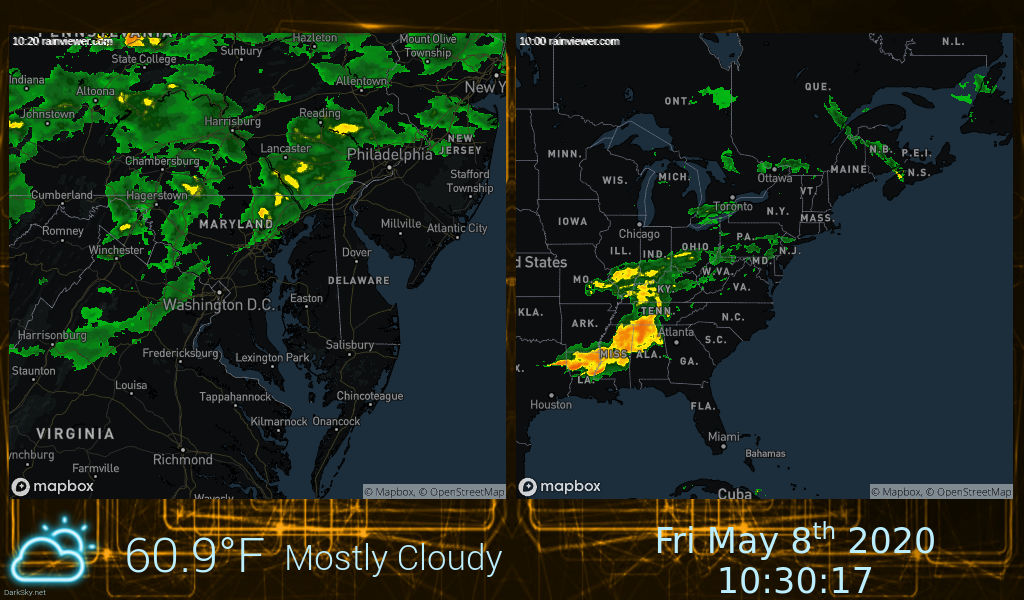 PENNSYLVANIA
10:20 rainviewer.com
Hazleton
Mount Olive
Township
Sunbury
State College
Indiana
Altoona
Allentown
New Y
Johnstown
Harrisburg
Reading
NEW
JERSEY
Lancaster
Philadelphia
Chambersburg
Stafford
Township
Cumberland
Hagerstown
Romney
MARYLAND
Millville
Atlantic City
Winchester
Dover
DELAWARE
Washington D.C.
Easton
Harrisonburg
Fredericksburg
Lexington Park
Salisbury
Staunton
Louisa
Tappahannock
Chincoteague
Kilmarnock
Onancock
VIRGINIA
ynchburg
Farmville
Richmond
Waverly
mapbox
© Mapbox, © OpenStreetMap
10:00 rainviewer.com
N.L.
ONT.
QUE.
MINN.
N.B.
P.E.I.
WIS.
MICH.
Ottawa
MAINE
N.S.
VT.
Toronto
IOWA
N.Y.
MASS.
Chicago
PA.
ILL.
IND.
OHIO
N.J.
d States
MD.
W.VA.
MO.
KY.
VA.
KLA.
TENN.
ARK.
N.C.
Atlanta
S.C.
MISS.
ALA.
GA.
X.
LA.
Houston
FLA.
Miami
Bahamas
Cuba
mapbox
© Mapbox, © OpenStreetMap
60.9°F Mostly Cloudy
DarkSky.net
Fri May 8th 2020
10:30:17